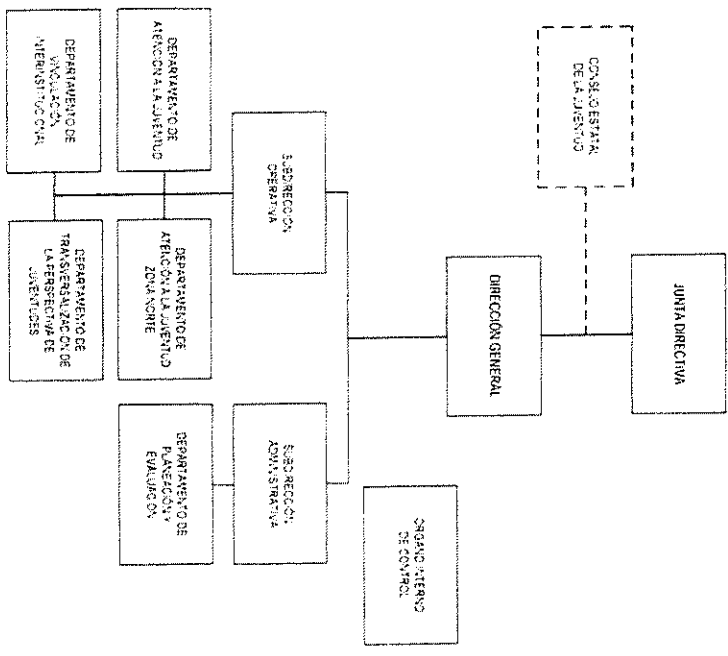 JUNTA DIRECTIVA
CONSEJO ESTATAL
DE LA JUVENTUD
DIRECCIÓN GENERAL
ÓRGANO INTERNO
DE CONTROL
SUBDIRECCIÓN
OPERATIVA
SUBDIRECCIÓN
ADMINISTRATIVA
DEPARTAMENTO DE
ATENCIÓN A LA JUVENTUD
DEPARTAMENTO DE
ATENCIÓN A LA JUVENTUD
ZONA NORTE
DEPARTAMENTO DE
PLANEACIÓN Y
EVALUACIÓN
DEPARTAMENTO DE
VINCULACIÓN
INTERINSTITUCIONAL
DEPARTAMENTO DE
TRANSVERSALIZACIÓN DE
LA PERSPECTIVA DE
JUVENTUDES